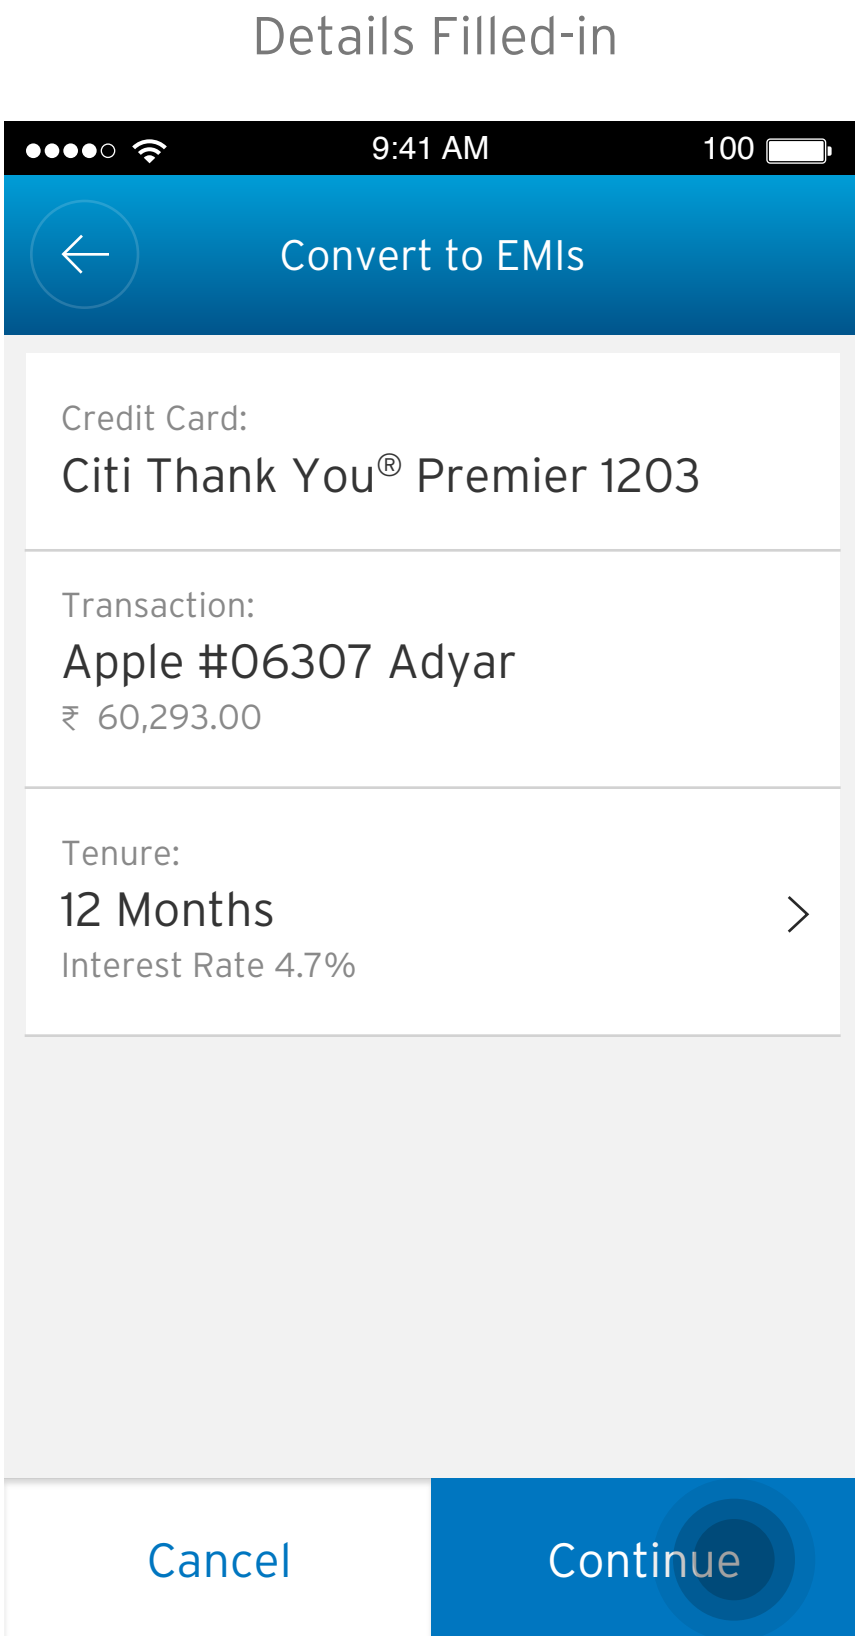 Details Filled-in
9:41 AM 100
Convert to EMIs
Credit Card:
Citi Thank You® Premier 1203
Transaction:
Apple #06307 Adyar
₹ 60,293.00
Tenure:
12 Months
Interest Rate 4.7%
Cancel Continue